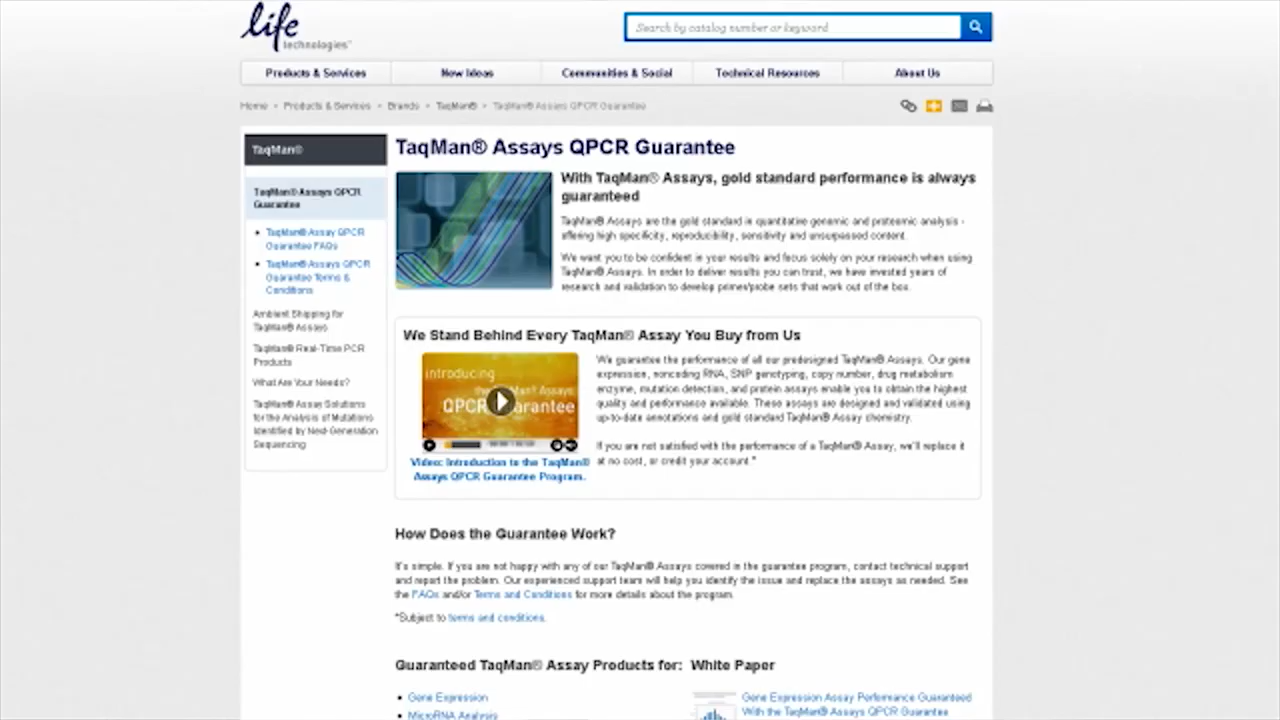 life
technologies™
Search by catalog number or keyword
Products & Services
New Ideas
Communities & Social
Technical Resources
About Us
Home • Products & Services • Brands • TaqMan® • TaqMan® Assays QPCR Guarantee
TaqMan®
TaqMan® Assays QPCR
Guarantee
TaqMan® Assay QPCR
Guarantee FAQs
TaqMan® Assays QPCR
Guarantee Terms &
Conditions
Ambient Shipping for
TaqMan® Assays
TaqMan® Real-Time PCR
Products
What Are Your Needs?
TaqMan® Assay Solutions
for the Analysis of Mutations
Identified by Next-Generation
Sequencing
TaqMan® Assays QPCR Guarantee
With TaqMan® Assays, gold standard performance is always
guaranteed
TaqMan® Assays are the gold standard in quantitative genomic and proteomic analysis -
offering high specificity, reproducibility, sensitivity and unsurpassed content.
We want you to be confident in your results and focus solely on your research when using
TaqMan® Assays. In order to deliver results you can trust, we have invested years of
research and validation to develop primer/probe sets that work out of the box.
We Stand Behind Every TaqMan® Assay You Buy from Us
introducing
the TaqMan® Assays
QPCR Guarantee
Video: Introduction to the TaqMan®
Assays QPCR Guarantee Program.
We guarantee the performance of all our predesigned TaqMan® Assays. Our gene
expression, noncoding RNA, SNP genotyping, copy number, drug metabolism
enzyme, mutation detection, and protein assays enable you to obtain the highest
quality and performance available. These assays are designed and validated using
up-to-date annotations and gold standard TaqMan® Assay chemistry.
If you are not satisfied with the performance of a TaqMan® Assay, we'll replace it
at no cost, or credit your account.*
How Does the Guarantee Work?
It's simple. If you are not happy with any of our TaqMan® Assays covered in the guarantee program, contact technical support
and report the problem. Our experienced support team will help you identify the issue and replace the assays as needed. See
the FAQs and/or Terms and Conditions for more details about the program.
*Subject to terms and conditions.
Guaranteed TaqMan® Assay Products for:
Gene Expression
MicroRNA Analysis
White Paper
Gene Expression Assay Performance Guaranteed
With the TaqMan® Assays QPCR Guarantee